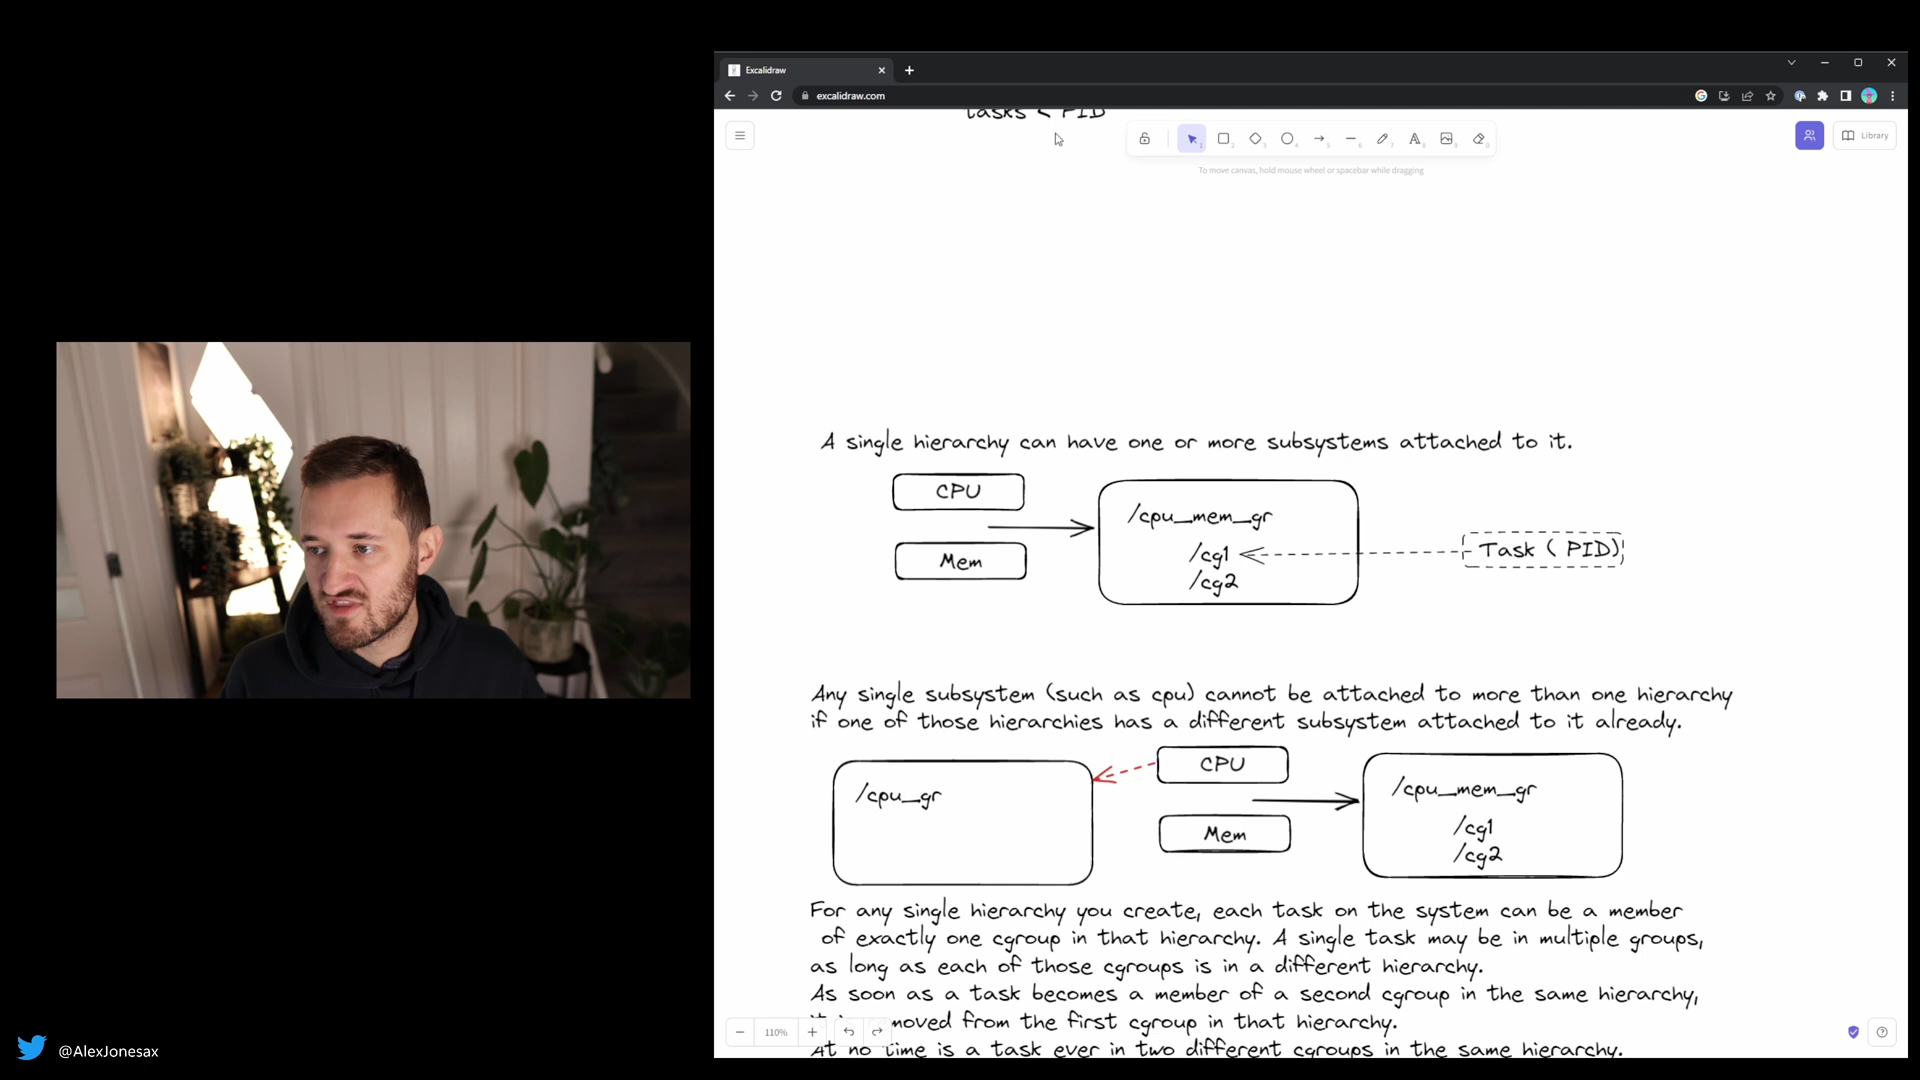 Excalidraw
excalidraw.com
tasks < PID
Library
To move canvas, hold mouse wheel or spacebar while dragging
A single hierarchy can have one or more subsystems attached to it.
CPU
Mem
/cpu_mem_gr
/cg1
/cg2
Task ( PID)
Any single subsystem (such as cpu) cannot be attached to more than one hierarchy
if one of those hierarchies has a different subsystem attached to it already.
/cpu_gr
CPU
Mem
/cpu_mem_gr
/cg1
/cg2
For any single hierarchy you create, each task on the system can be a member
of exactly one cgroup in that hierarchy. A single task may be in multiple groups,
as long as each of those cgroups is in a different hierarchy.
As soon as a task becomes a member of a second cgroup in the same hierarchy,
moved from the first cgroup in that hierarchy.
At no time is a task ever in two different cgroups in the same hierarchy.
110%
@AlexJonesax